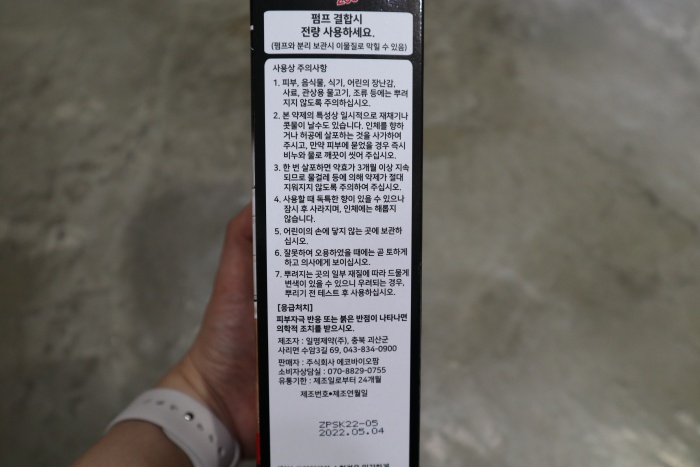 펌프 결합시
전량 사용하세요.
(펌프와 분리 보관시 이물질로 막힐 수 있음)
사용상 주의사항
1. 피부, 음식물, 식기, 어린의 장난감,
사료, 관상용 물고기, 조류 등에는 뿌려
지지 않도록 주의하십시오.
2. 본 약제의 특성상 일시적으로 재채기나
콧물이 날수도 있습니다. 인체를 향하
거나 허공에 살포하는 것을 사가하여
주시고, 만약 피부에 묻었을 경우 즉시
비누와 물로 깨끗이 씻어 주십시오.
3. 한 번 살포하면 약효가 3개월 이상 지속
되므로 물걸레 등에 의해 약제가 절대
지워지지 않도록 주의하여 주십시오.
4. 사용할 때 독특한 향이 있을 수 있으나
잠시 후 사라지며, 인체에는 해롭지
않습니다.
5. 어린이의 손에 닿지 않는 곳에 보관하
십시오.
6. 잘못하여 오용하였을 때에는 곧 토하게
하고 의사에게 보이십시오.
7. 뿌려지는 곳의 일부 재질에 따라 드물게
변색이 있을 수 있으니 우려되는 경우,
뿌리기 전 테스트 후 사용하십시오.
[응급처치]
피부자극 반응 또는 붉은 반점이 나타나면
의학적 조치를 받으시오.
제조자 : 일명제약(주), 충북 괴산군
사리면 수암3길 69, 043-834-0900
판매자 : 주식회사 에코바이오팜
소비자상담실 : 070-8829-0755
유통기한 : 제조일로부터 24개월
제조번호•제조연월일
ZPSK22-05
2022.05.04